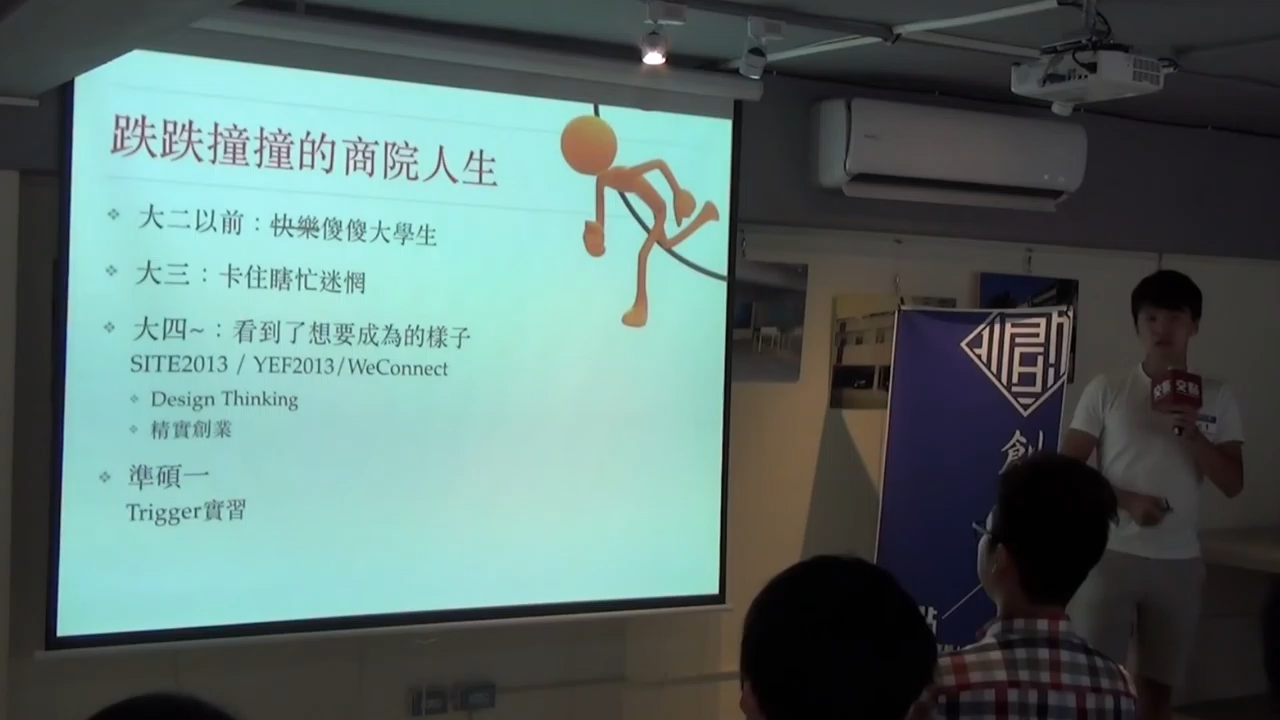 跌跌撞撞的商院人生
大二以前：快樂傻傻大學生
大三：卡住瞎忙迷惘
大四~：看到了想要成為的樣子
SITE2013 / YEF2013/WeConnect
Design Thinking
精實創業
準碩一
Trigger實習
創
點